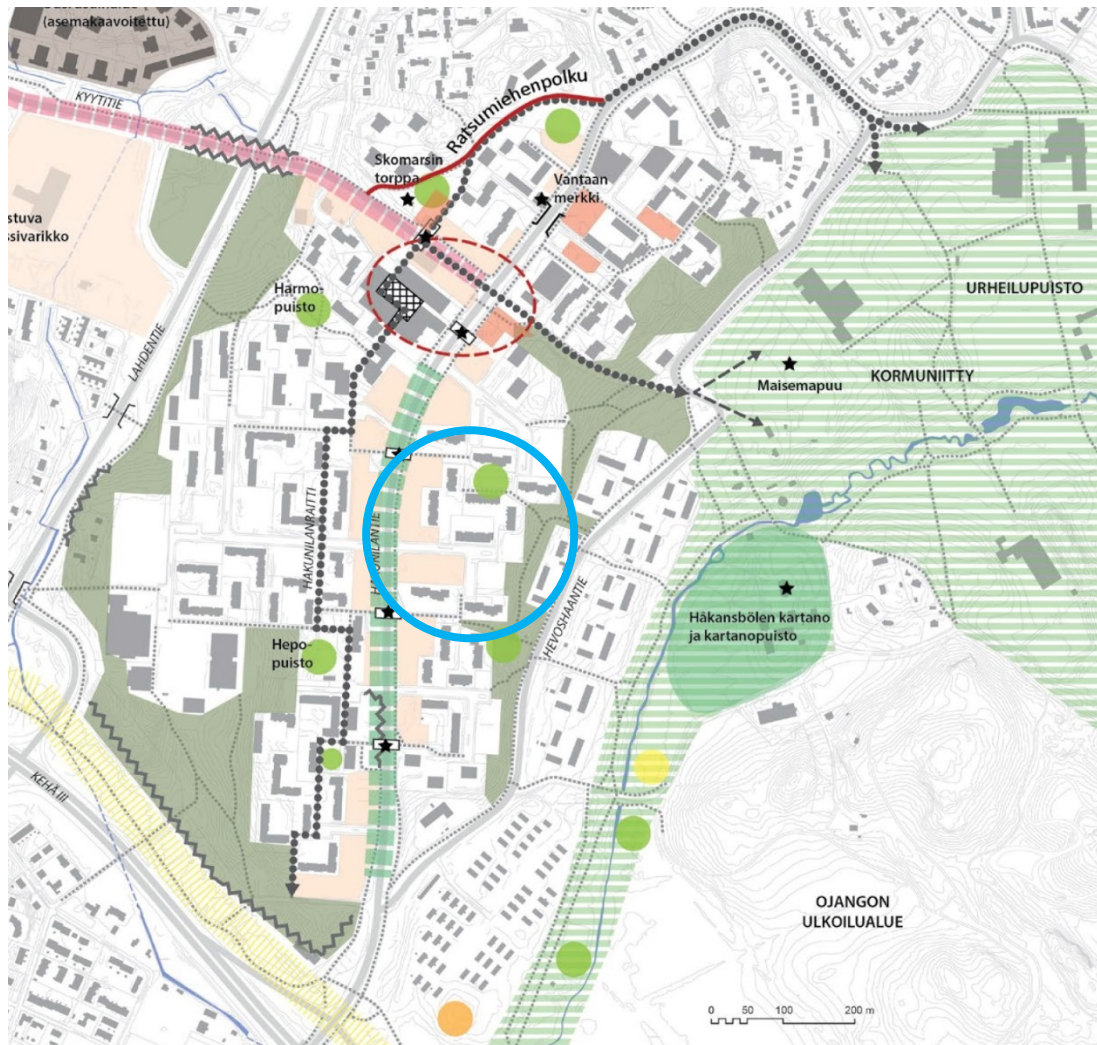 (asemakaavoitettu)
KYYTITIE
Ratsumiehenpolku
Skomarsin
torppa
Vantaan
merkki
stuva
ssivarikko
Harmo-
puisto
LAHDENTIE
URHEILUPUISTO
Maisemapuu
KORMUNIITTY
HAKUNILANRAITTI
HAKUNILANTIE
HEVOSHAANTIE
Håkansbölen kartano
ja kartanopuisto
Hepo-
puisto
KEHÄ III
OJANGON
ULKOILUALUE
0 50 100 200 m